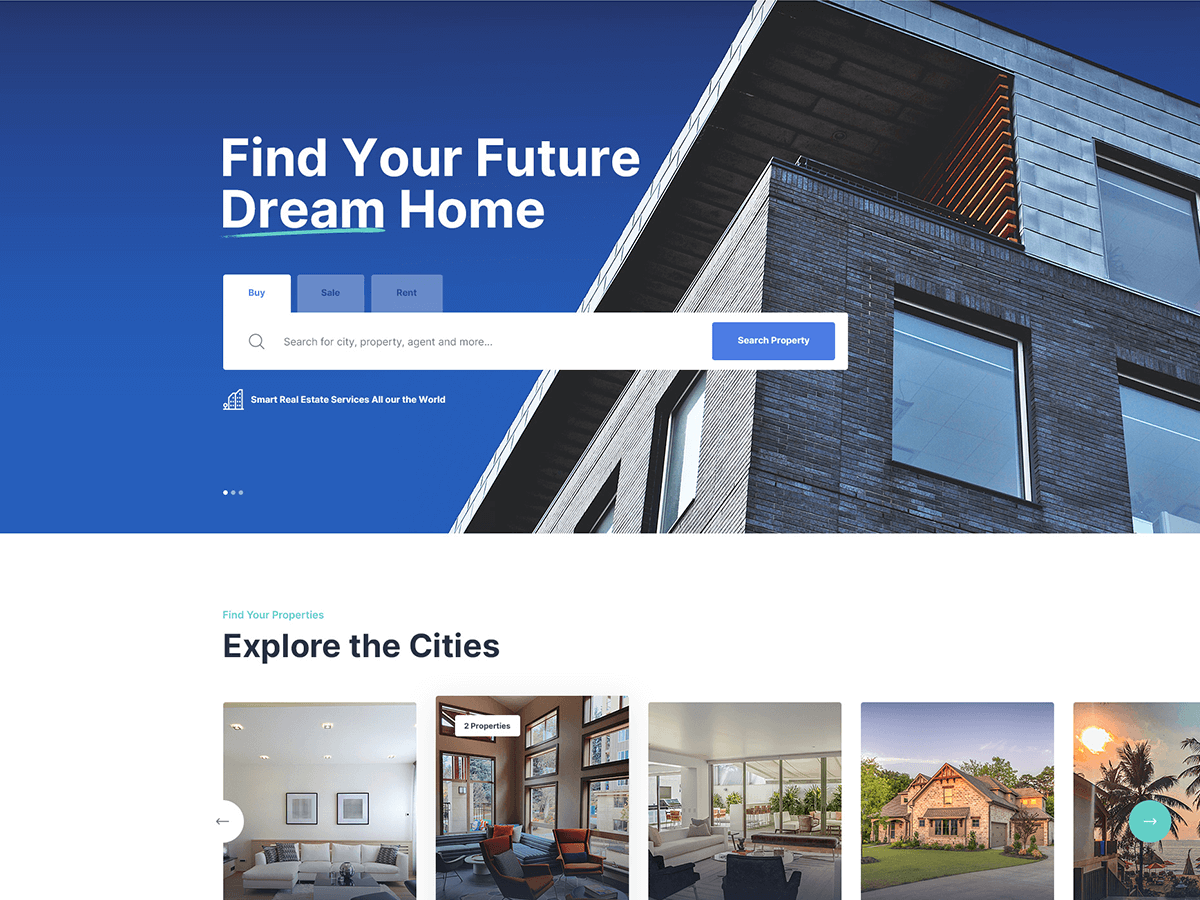 Find Your Future
Dream Home
Buy
Sale
Rent
Search for city, property, agent and more...
Search Property
Smart Real Estate Services All our the World
Find Your Properties
Explore the Cities
2 Properties